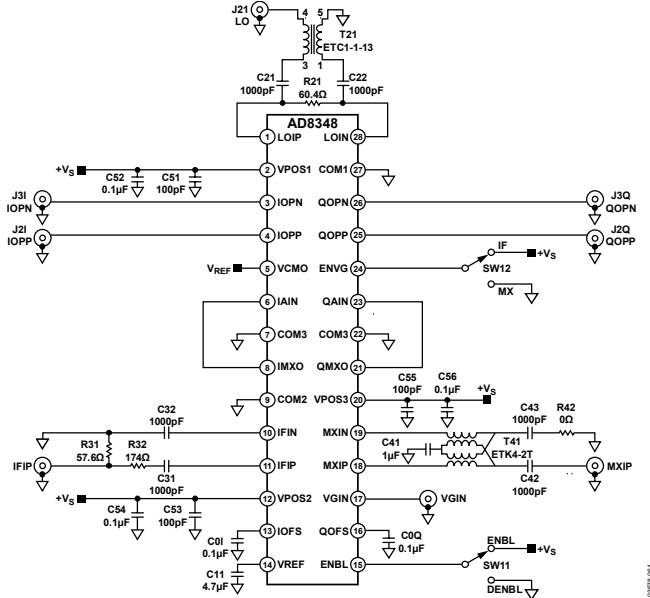 J21
LO
4 5
T21
ETC1-1-13
3 1
C21
1000pF
R21
60.4Ω
C22
1000pF
AD8348
1 LOIP LOIN 28
+VS
C52
0.1µF
C51
100pF
2 VPOS1 COM1 27
J3I
IOPN
3 IOPN QOPN 26
J3Q
QOPN
J2I
IOPP
4 IOPP QOPP 25
J2Q
QOPP
VREF
5 VCMO ENVG 24
IF
+VS
SW12
MX
6 IAIN QAIN 23
7 COM3 COM3 22
8 IMXO QMXO 21
C55
100pF
C56
0.1µF
+VS
9 COM2 VPOS3 20
C32
1000pF
10 IFIN MXIN 19
C43
1000pF
R42
0Ω
R31
57.6Ω
R32
174Ω
C41
1µF
T41
ETK4-2T
IFIP
11 IFIP MXIP 18
MXIP
C31
1000pF
C42
1000pF
+VS
12 VPOS2 VGIN 17
VGIN
C54
0.1µF
C53
100pF
13 IOFS QOFS 16
C0I
0.1µF
C0Q
0.1µF
14 VREF ENBL 15
C11
4.7µF
ENBL
+VS
SW11
DENBL